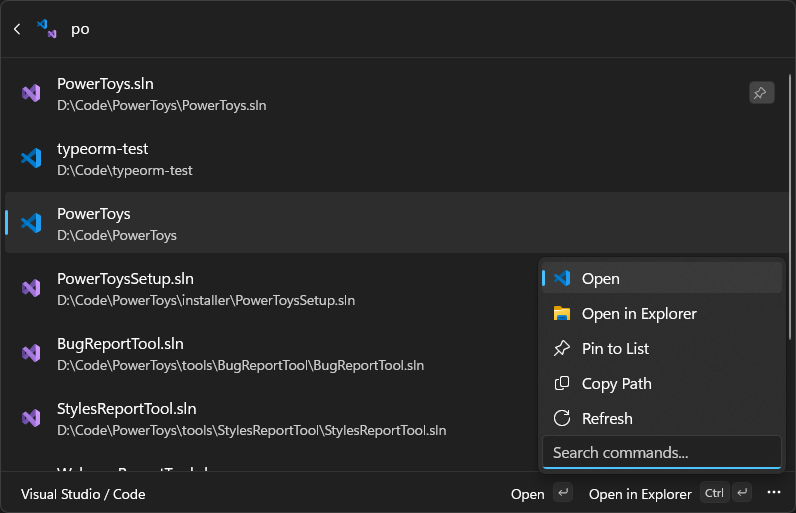 po
PowerToys.sln
D:\Code\PowerToys\PowerToys.sln
typeorm-test
D:\Code\typeorm-test
PowerToys
D:\Code\PowerToys
PowerToysSetup.sln
D:\Code\PowerToys\installer\PowerToysSetup.sln
BugReportTool.sln
D:\Code\PowerToys\tools\BugReportTool\BugReportTool.sln
StylesReportTool.sln
D:\Code\PowerToys\tools\StylesReportTool\StylesReportTool.sln
Open
Open in Explorer
Pin to List
Copy Path
Refresh
Search commands...
Visual Studio / Code
Open
Open in Explorer Ctrl